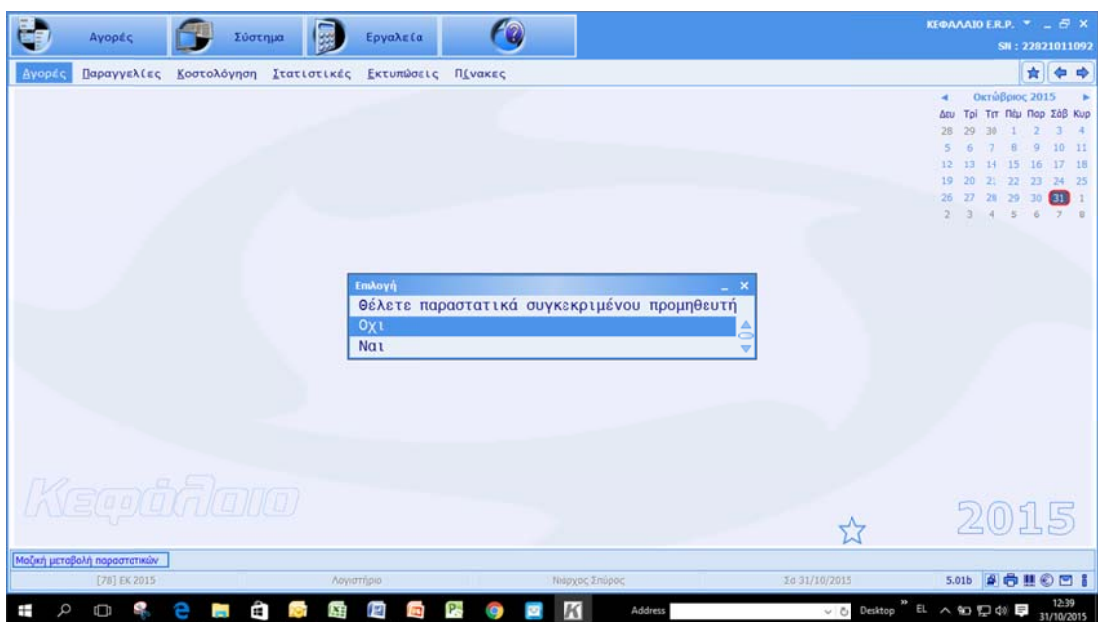 Αγορές Σύστημα Εργαλεία ΚΕΦΑΛΑΙΟ E.R.P.
SN : 22821011092
Αγορές Παραγγελίες Κοστολόγηση Στατιστικές Εκτυπώσεις Πίνακες
Οκτώβριος 2015
Δευ Τρί Τετ Πέμ Παρ Σάβ Κυρ
28 29 30 1 2 3 4
5 6 7 8 9 10 11
12 13 14 15 16 17 18
19 20 21 22 23 24 25
26 27 28 29 30 31 1
2 3 4 5 6 7 8
Επιλογή
Θέλετε παραστατικά συγκεκριμένου προμηθευτή
Οχι
Ναι
Κεφάλαιο
2015
Μαζική μεταβολή παραστατικών
[78] ΕΚ 2015 Λογιστήριο Νιάρχος Σπύρος Σα 31/10/2015 5.01b
Address Desktop EL 12:39
31/10/2015